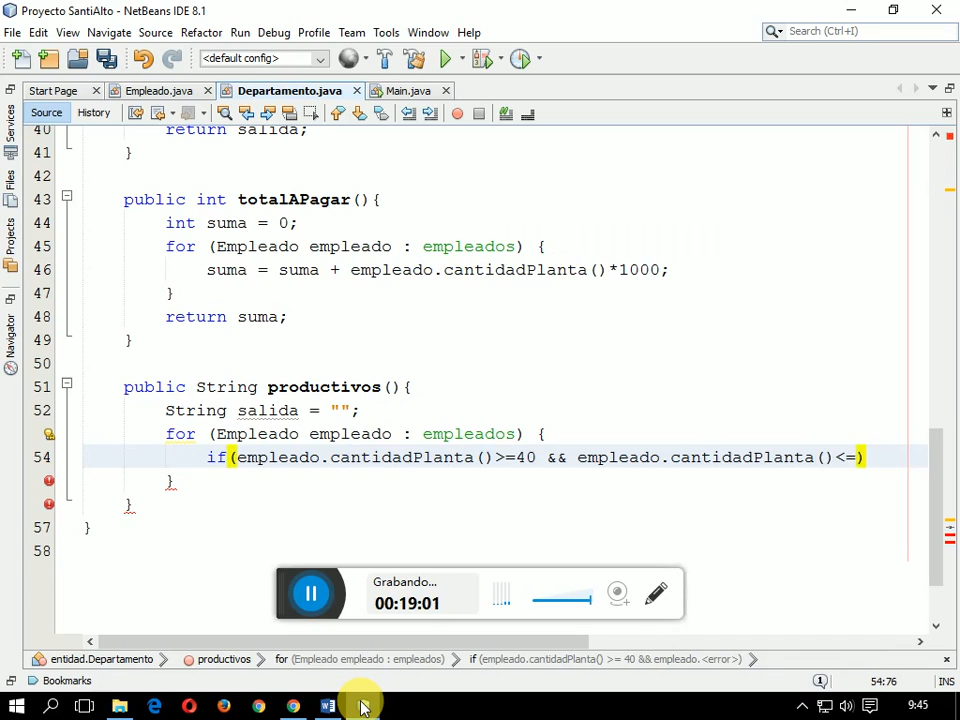 Proyecto SantiAlto - NetBeans IDE 8.1
File Edit View Navigate Source Refactor Run Debug Profile Team Tools Window Help
<default config>
Search (Ctrl+I)
Start Page Empleado.java Departamento.java Main.java
Source History
Services
Files
Projects
Navigator
40 return salida;
41 }
42
43 public int totalAPagar(){
44 int suma = 0;
45 for (Empleado empleado : empleados) {
46 suma = suma + empleado.cantidadPlanta()*1000;
47 }
48 return suma;
49 }
50
51 public String productivos(){
52 String salida = "";
for (Empleado empleado : empleados) {
54 if(empleado.cantidadPlanta()>=40 && empleado.cantidadPlanta()<=)
}
}
57 }
58
Grabando...
00:19:01
entidad.Departamento productivos for (Empleado empleado : empleados) if (empleado.cantidadPlanta() >= 40 && empleado.<error>)
Bookmarks 1 54:76 INS
9:45